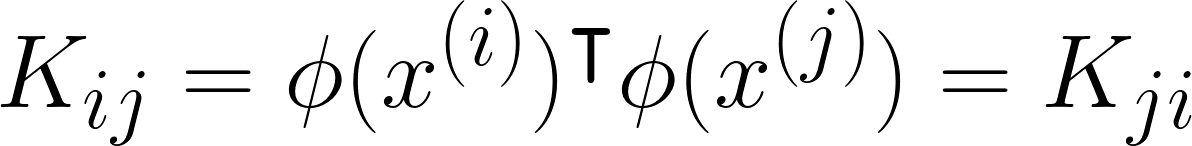 K_{ij} = \phi(x^{(i)})^\intercal \phi(x^{(j)}) = K_{ji}